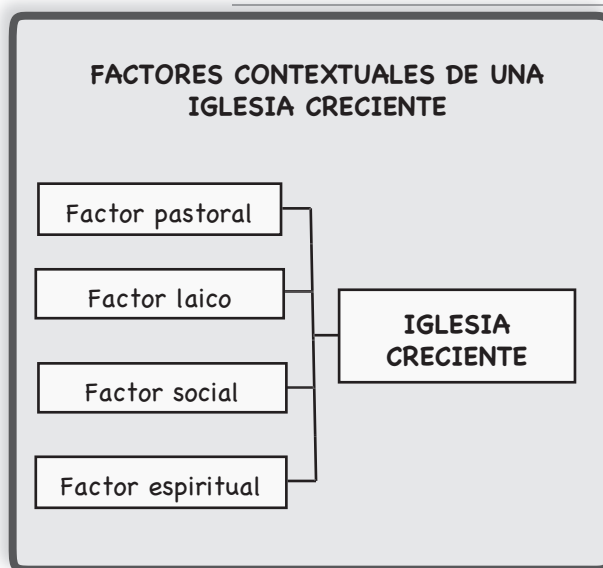 FACTORES CONTEXTUALES DE UNA
IGLESIA CRECIENTE
Factor pastoral
Factor laico
Factor social
Factor espiritual
IGLESIA
CRECIENTE